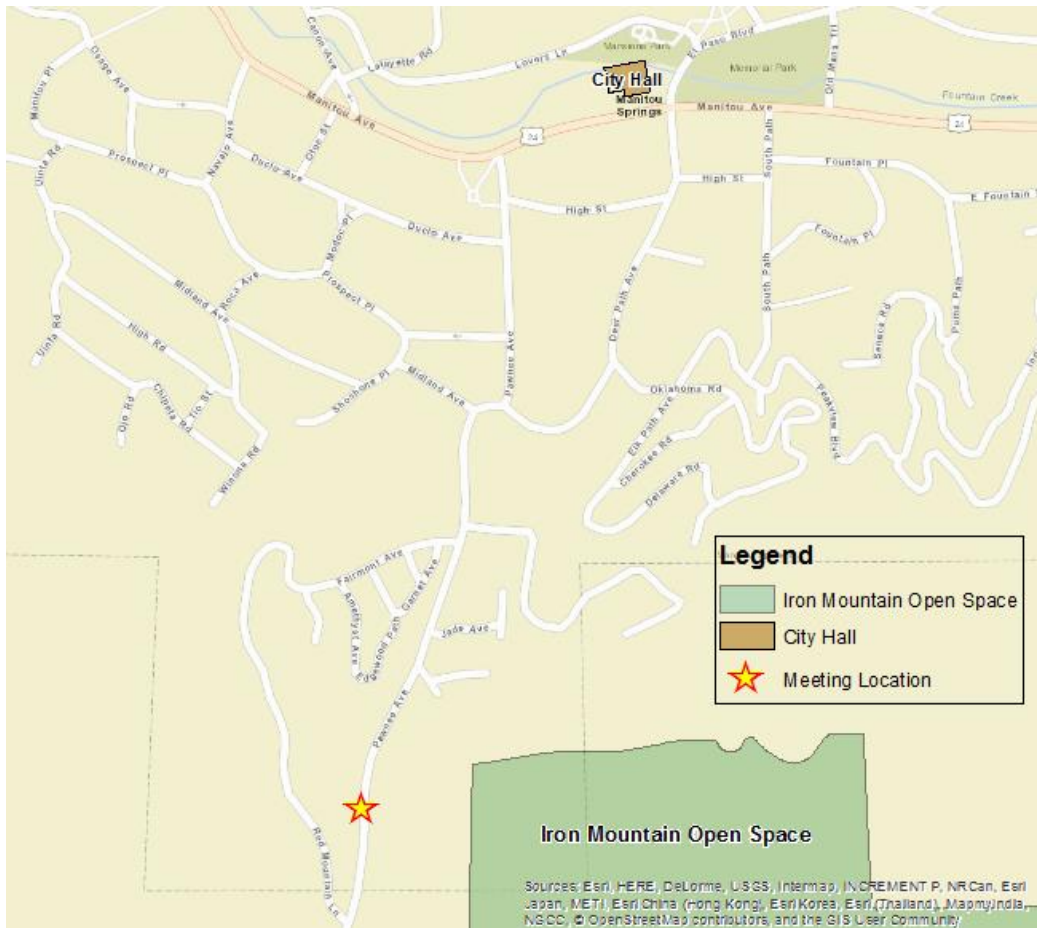 Manitou Pl
Osage Ave
Canon Ave
Lafayette Rd
Lovers Ln
Mansions Park
El Paso Blvd
Memorial Park
Old Mans Trl
City Hall
Manitou
Springs
Manitou Ave
Manitou Ave
Fountain Creek
24
24
Uinta Rd
Prospect Pl
Navajo Ave
Duclo Ave
Otoe St
High St
High St
South Path
Fountain Pl
E Fountain
Modoc Pl
Duclo Ave
Fountain Pl
Midland Ave
Roca Ave
Prospect Pl
Pawnee Ave
Deer Path Ave
South Path
Seneca Rd
Puma Path
Uinta Rd
High Rd
Shoshone Pl
Midland Ave
Oklahoma Rd
Peakview Blvd
Ojo Rd
Chipeta Rd
Tio St
Winona Rd
Elk Path Ave
Cherokee Rd
Delaware Rd
Fairmont Ave
Amethyst Ave
Edgewood Path
Garnet Ave
Jade Ave
Pawnee Ave
Red Mountain Ln
Legend
Iron Mountain Open Space
City Hall
Meeting Location
Iron Mountain Open Space
Sources: Esri, HERE, DeLorme, USGS, Intermap, INCREMENT P, NRCan, Esri
Japan, METI, Esri China (Hong Kong), Esri Korea, Esri (Thailand), MapmyIndia,
NGCC, © OpenStreetMap contributors, and the GIS User Community